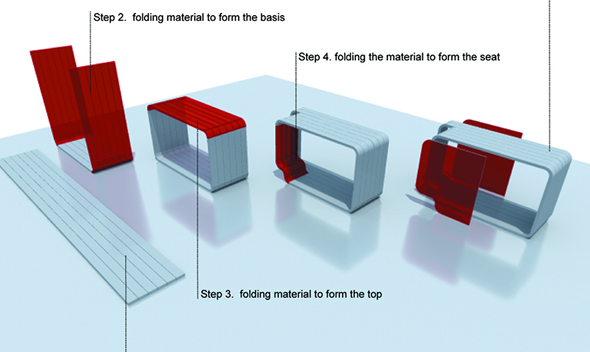 Step 2.  folding material to form the basis
Step 4. folding the material to form the seat
Step 3.  folding material to form the top